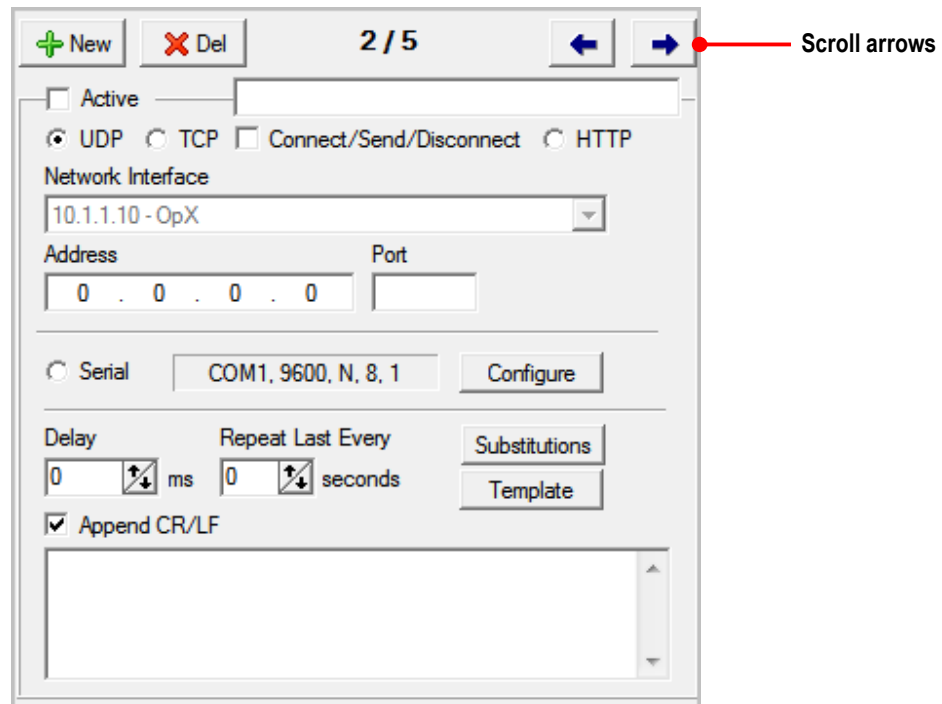 New Del 2 / 5 Scroll arrows
Active
UDP TCP Connect/Send/Disconnect HTTP
Network Interface
10.1.1.10 - OpX
Address Port
0 . 0 . 0 . 0
Serial COM1, 9600, N, 8, 1 Configure
Delay Repeat Last Every Substitutions
0 ms 0 seconds Template
Append CR/LF